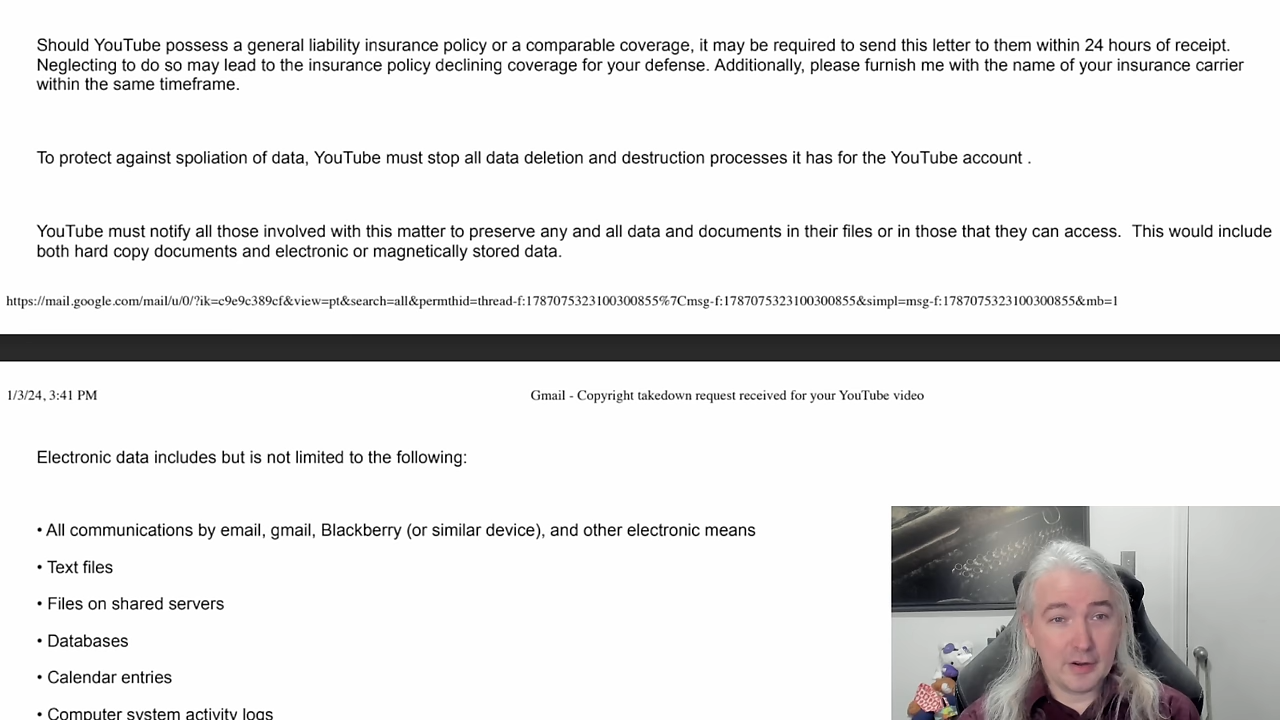 Should YouTube possess a general liability insurance policy or a comparable coverage, it may be required to send this letter to them within 24 hours of receipt.
Neglecting to do so may lead to the insurance policy declining coverage for your defense. Additionally, please furnish me with the name of your insurance carrier
within the same timeframe.
To protect against spoliation of data, YouTube must stop all data deletion and destruction processes it has for the YouTube account .
YouTube must notify all those involved with this matter to preserve any and all data and documents in their files or in those that they can access.  This would include
both hard copy documents and electronic or magnetically stored data.
https://mail.google.com/mail/u/0/?ik=c9e9c389cf&view=pt&search=all&permthid=thread-f:1787075323100300855%7Cmsg-f:1787075323100300855&simpl=msg-f:1787075323100300855&mb=1
1/3/24, 3:41 PM
Gmail - Copyright takedown request received for your YouTube video
Electronic data includes but is not limited to the following:
• All communications by email, gmail, Blackberry (or similar device), and other electronic means
• Text files
• Files on shared servers
• Databases
• Calendar entries
• Computer system activity logs